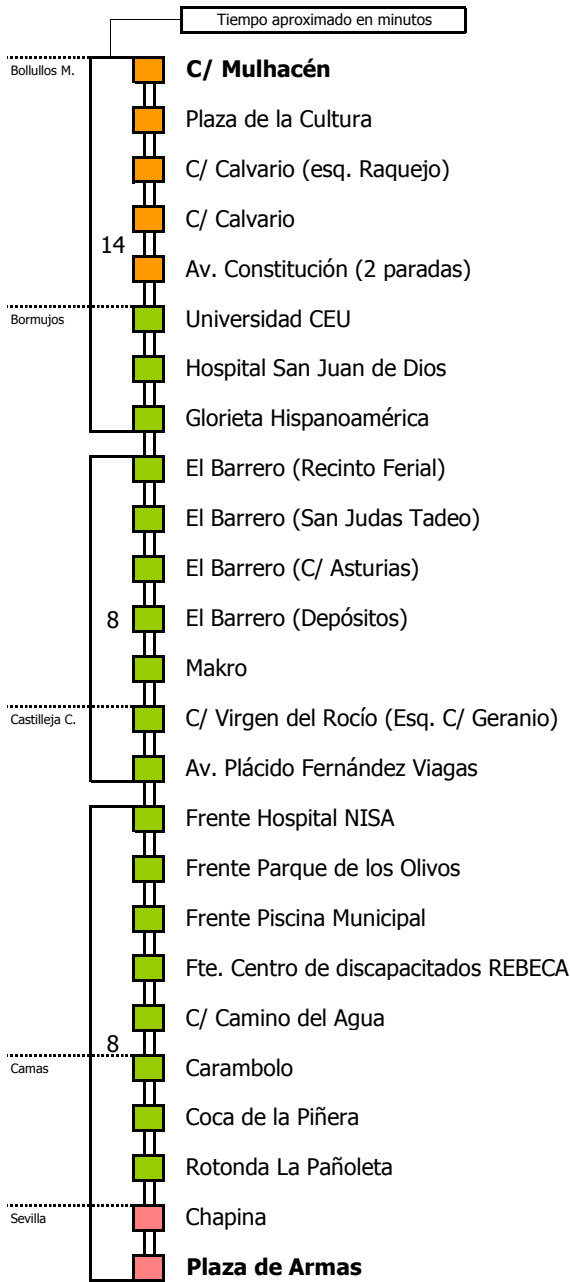 Tiempo aproximado en minutos
Bollullos M.
C/ Mulhacén
Plaza de la Cultura
C/ Calvario (esq. Raquejo)
C/ Calvario
14
Av. Constitución (2 paradas)
Bormujos
Universidad CEU
Hospital San Juan de Dios
Glorieta Hispanoamérica
El Barrero (Recinto Ferial)
El Barrero (San Judas Tadeo)
El Barrero (C/ Asturias)
8
El Barrero (Depósitos)
Makro
Castilleja C.
C/ Virgen del Rocío (Esq. C/ Geranio)
Av. Plácido Fernández Viagas
Frente Hospital NISA
Frente Parque de los Olivos
Frente Piscina Municipal
Fte. Centro de discapacitados REBECA
C/ Camino del Agua
8
Camas
Carambolo
Coca de la Piñera
Rotonda La Pañoleta
Sevilla
Chapina
Plaza de Armas